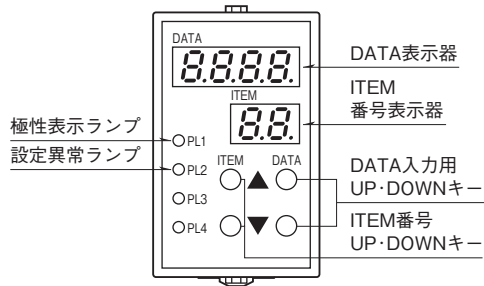 DATA
8.8.8.8.
DATA表示器
ITEM
8.8.
ITEM
番号表示器
極性表示ランプ
PL1
設定異常ランプ
PL2
ITEM
DATA
DATA入力用
UP・DOWNキー
PL3
PL4
ITEM番号
UP・DOWNキー